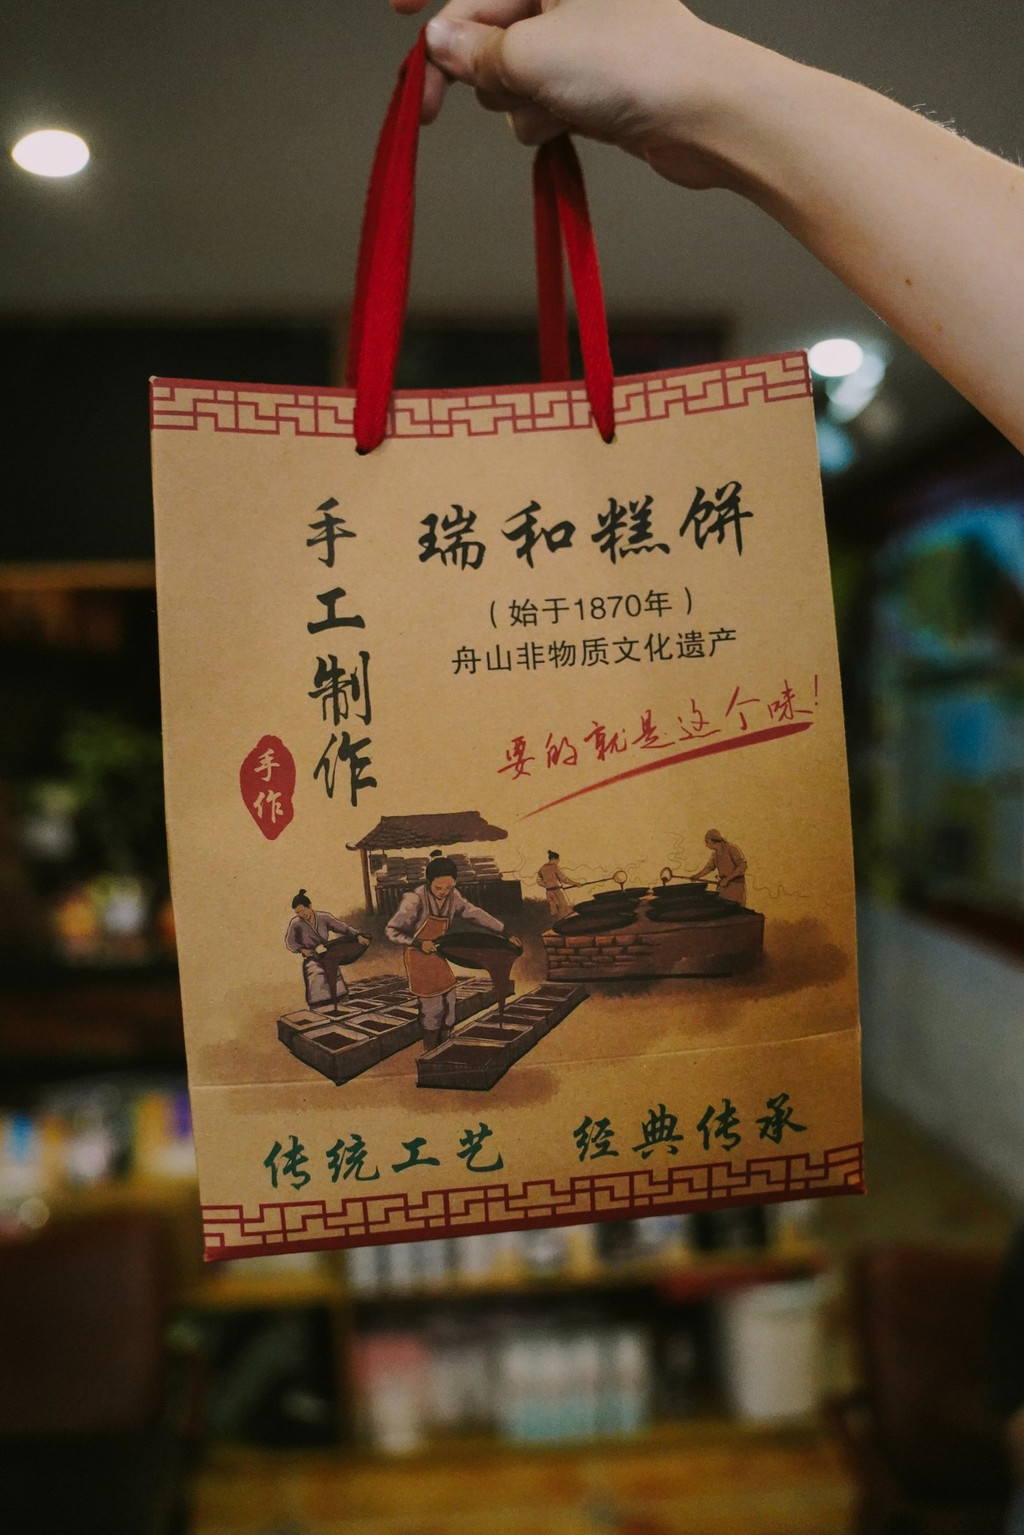 瑞和糕饼
（始于1870年）
舟山非物质文化遗产
要的就是这个味！
手工制作
手作
传统工艺 经典传承